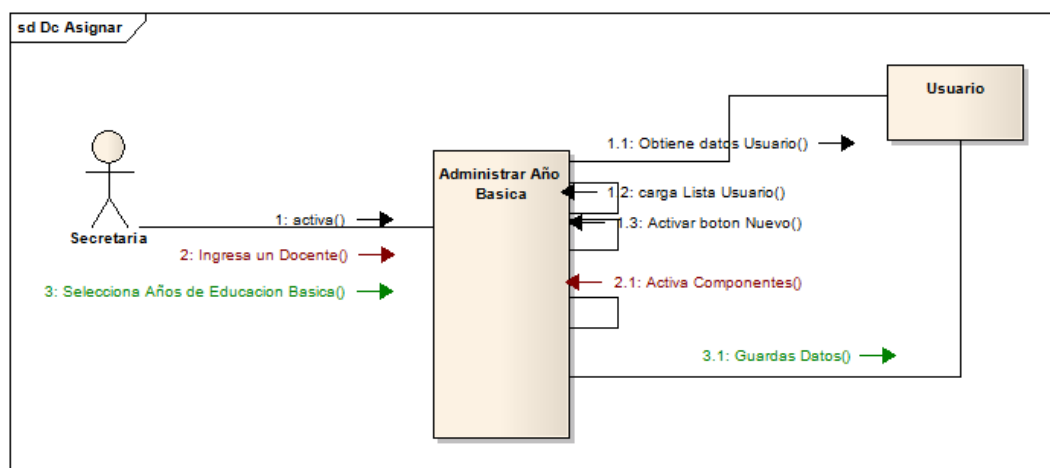 sd Dc Asignar
Usuario
1.1: Obtiene datos Usuario()
Administrar Año
Basica
1.2: carga Lista Usuario()
1: activa()
1.3: Activar boton Nuevo()
Secretaria
2: Ingresa un Docente()
2.1: Activa Componentes()
3: Selecciona Años de Educacion Basica()
3.1: Guardas Datos()